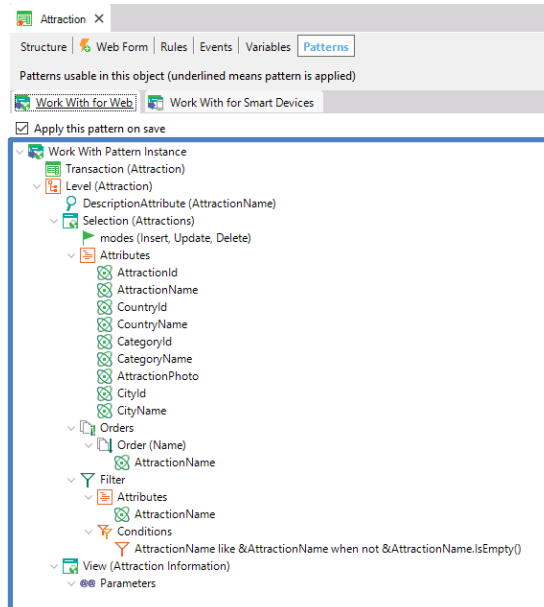 Attraction
Structure Web Form Rules Events Variables Patterns
Patterns usable in this object (underlined means pattern is applied)
Work With for Web Work With for Smart Devices
Apply this pattern on save
Work With Pattern Instance
Transaction (Attraction)
Level (Attraction)
DescriptionAttribute (AttractionName)
Selection (Attractions)
modes (Insert, Update, Delete)
Attributes
AttractionId
AttractionName
CountryId
CountryName
CategoryId
CategoryName
AttractionPhoto
CityId
CityName
Orders
Order (Name)
AttractionName
Filter
Attributes
AttractionName
Conditions
AttractionName like &AttractionName when not &AttractionName.IsEmpty()
View (Attraction Information)
Parameters